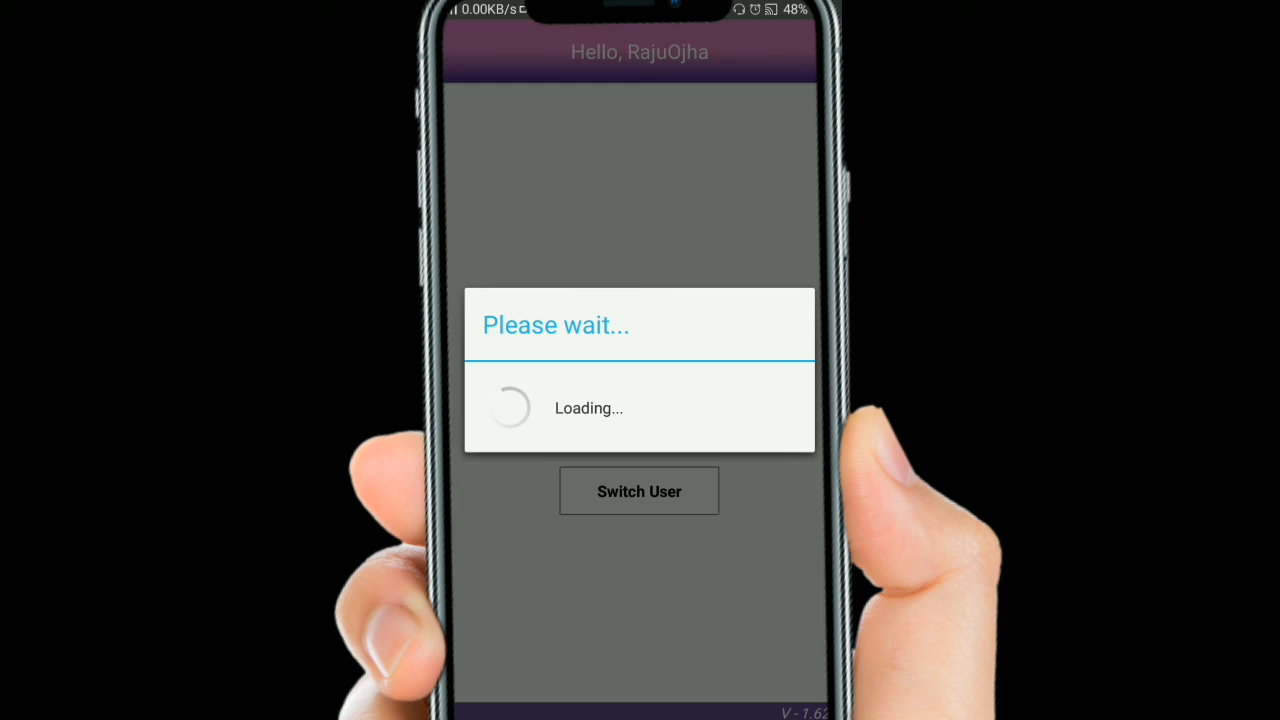 0.00KB/s 48%
Hello, RajuOjha
Please wait...
Loading...
Switch User
V - 1.62